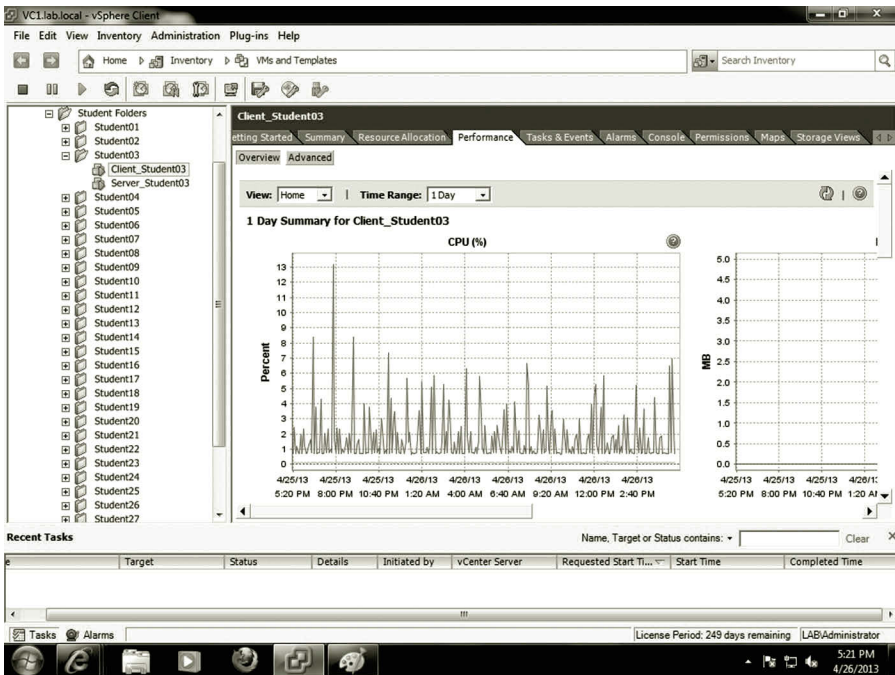 VC1.lab.local - vSphere Client
File Edit View Inventory Administration Plug-ins Help
Home Inventory VMs and Templates Search Inventory
Student Folders
Student01
Student02
Student03
Client_Student03
Server_Student03
Student04
Student05
Student06
Student07
Student08
Student09
Student10
Student11
Student12
Student13
Student14
Student15
Student16
Student17
Student18
Student19
Student20
Student21
Student22
Student23
Student24
Student25
Student26
Student27
Client_Student03
etting Started Summary Resource Allocation Performance Tasks & Events Alarms Console Permissions Maps Storage Views
Overview Advanced
View: Home | Time Range: 1 Day
1 Day Summary for Client_Student03
CPU (%)
13
12
11
10
9
8
7
6
5
4
3
2
1
0
Percent
4/25/13 4/25/13 4/25/13 4/26/13 4/26/13 4/26/13 4/26/13 4/26/13 4/26/13
5:20 PM 8:00 PM 10:40 PM 1:20 AM 4:00 AM 6:40 AM 9:20 AM 12:00 PM 2:40 PM
5.0
4.5
4.0
3.5
3.0
2.5
2.0
1.5
1.0
0.5
0.0
MB
4/25/13 4/25/13 4/25/13 4/26/1
5:20 PM 8:00 PM 10:40 PM 1:20 A
Recent Tasks Name, Target or Status contains: Clear
e Target Status Details Initiated by vCenter Server Requested Start Ti... Start Time Completed Time
Tasks Alarms License Period: 249 days remaining LAB\Administrator
5:21 PM
4/26/2013